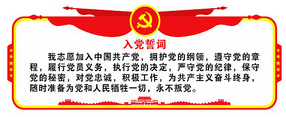 入党誓词
我志愿加入中国共产党，拥护党的纲领，遵守党的章
程，履行党员义务，执行党的决定，严守党的纪律，保守
党的秘密，对党忠诚，积极工作，为共产主义奋斗终身，
随时准备为党和人民牺牲一切，永不叛党。